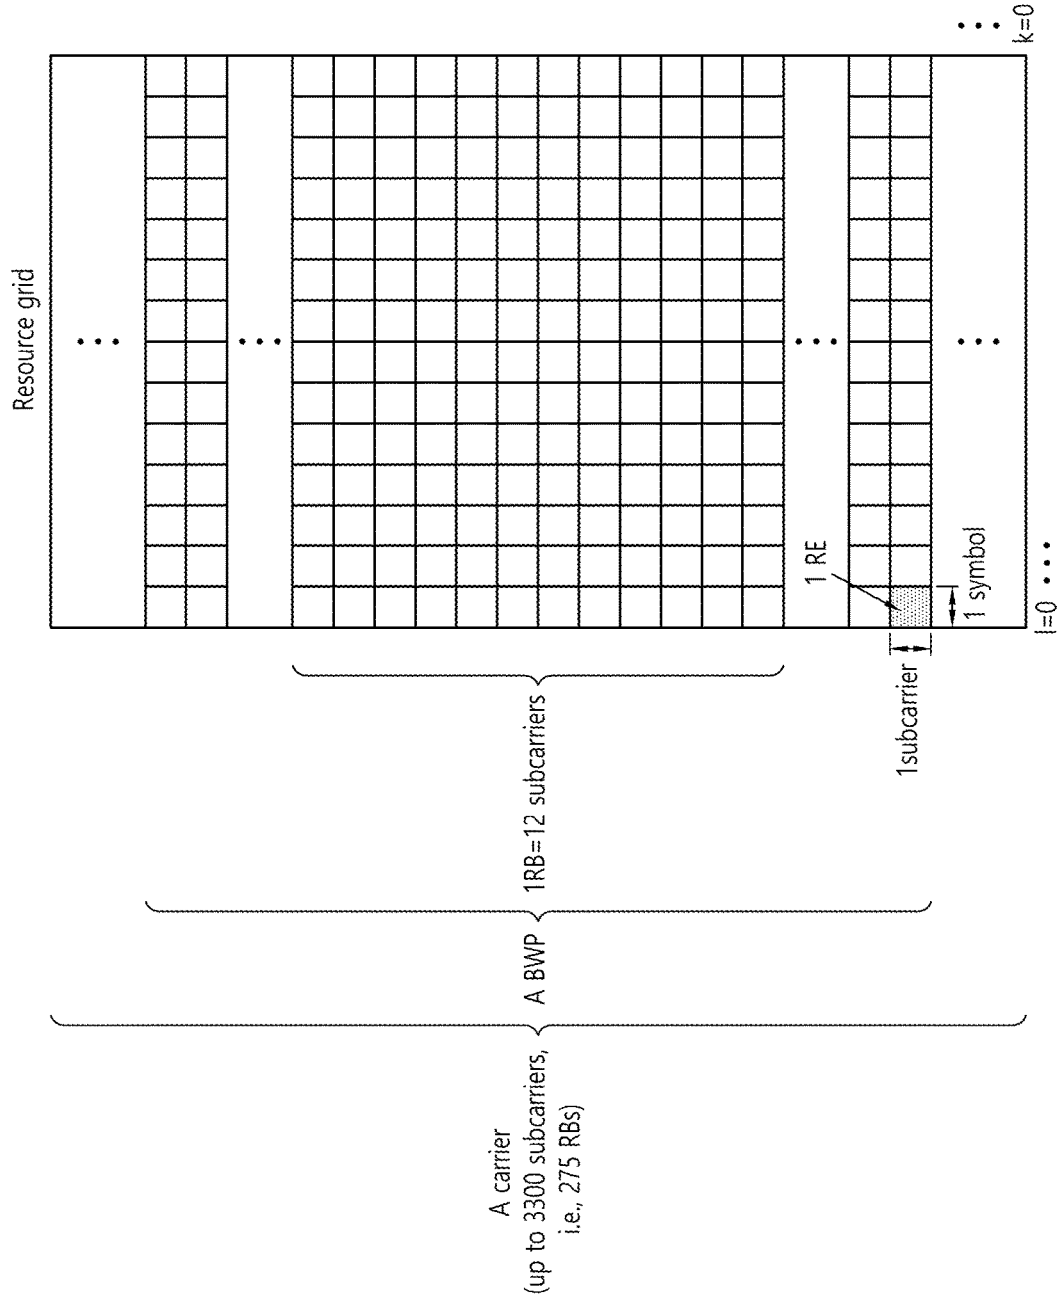 Resource grid
A carrier
(up to 3300 subcarriers,
i.e., 275 RBs)
A BWP
1RB=12 subcarriers
1 RE
1subcarrier
1 symbol
l=0
k=0